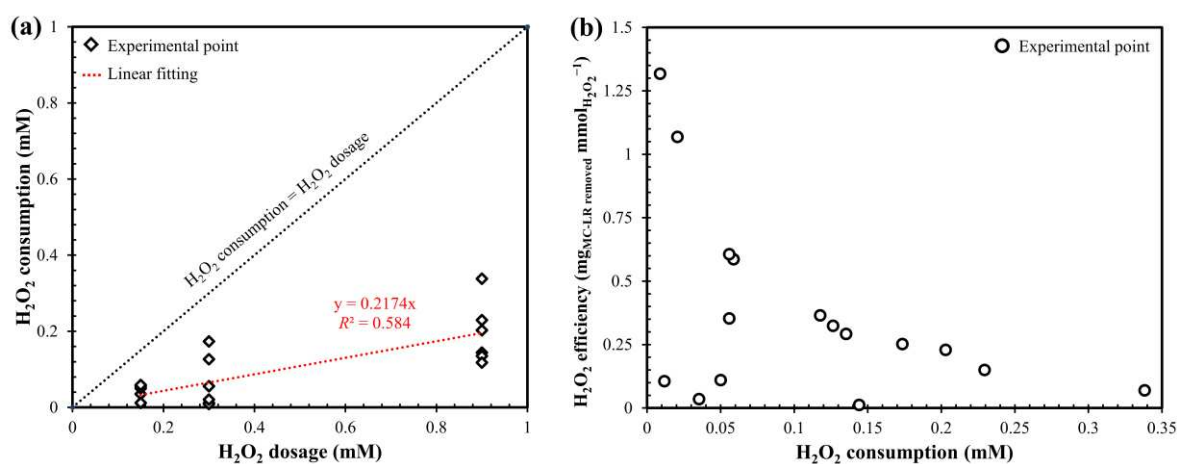 (a)
1
0.8
0.6
0.4
0.2
0
0
0.2
0.4
0.6
0.8
1
H₂O₂ consumption (mM)
H₂O₂ dosage (mM)
Experimental point
Linear fitting
H₂O₂ consumption = H₂O₂ dosage
y = 0.2174x
R² = 0.584
(b)
1.5
1.25
1
0.75
0.5
0.25
0
0
0.05
0.1
0.15
0.2
0.25
0.3
0.35
H₂O₂ efficiency (mg_MC-LR removed mmol_H₂O₂⁻¹)
H₂O₂ consumption (mM)
Experimental point